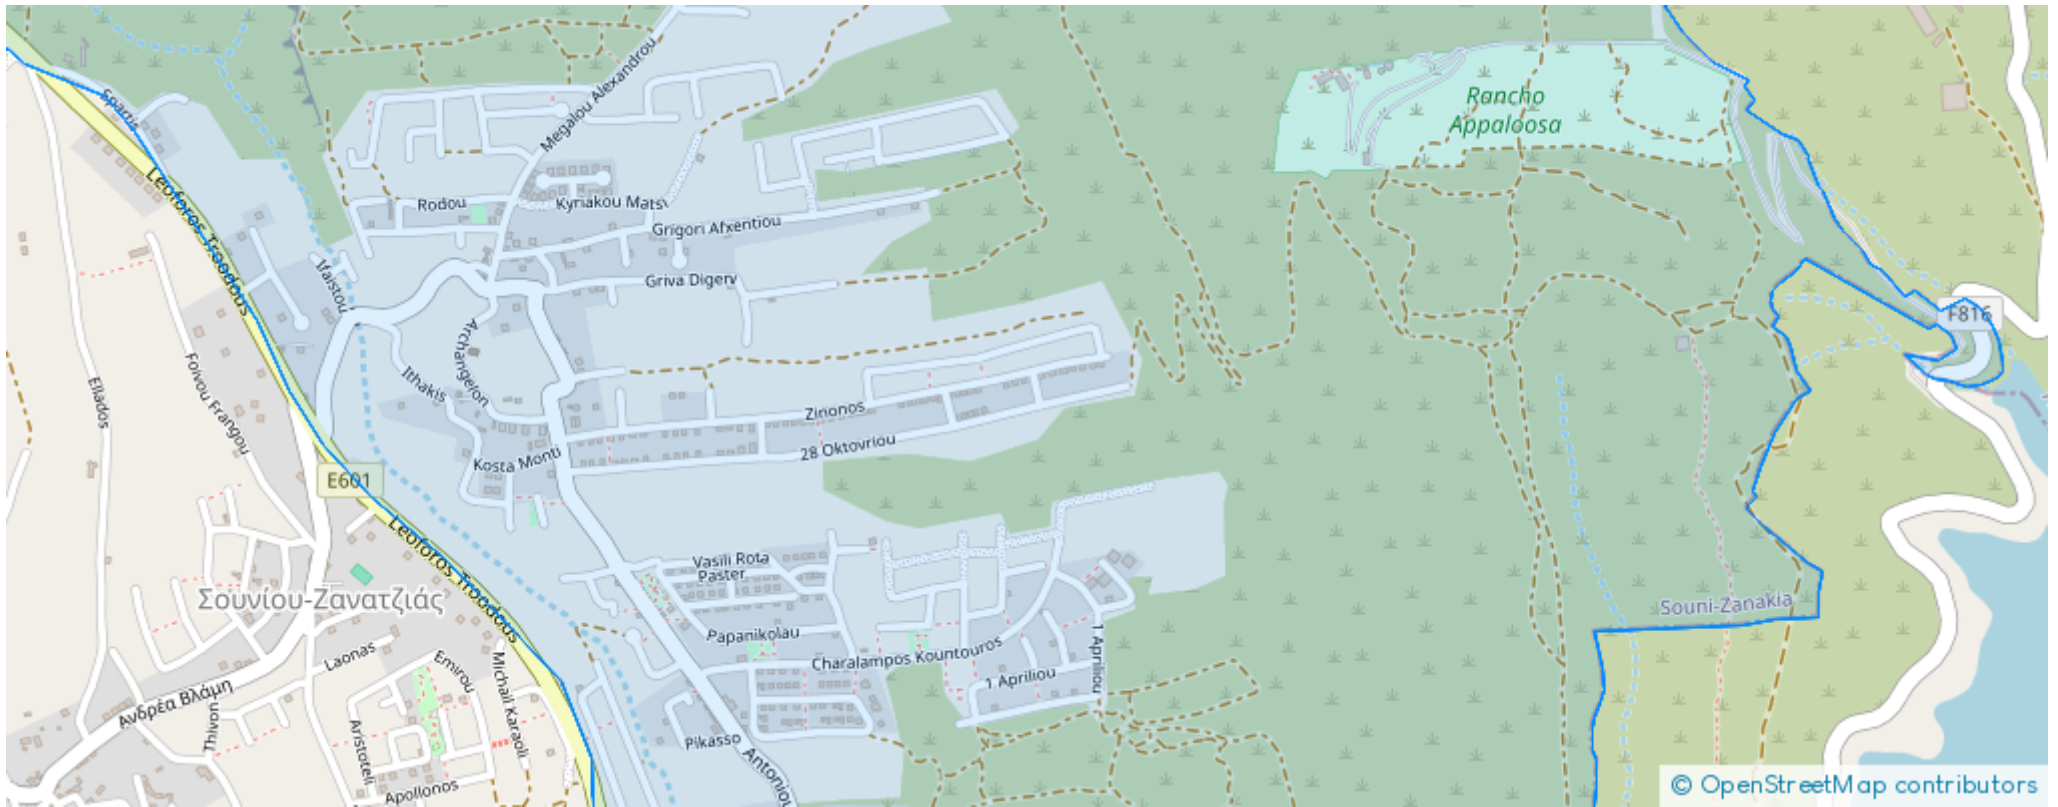 Spartis
Megalou Alexandrou
Rancho
Appaloosa
Leoforos Troodous
Rodou
Kyriakou Mats
Grigori Afxentiou
Ifaistou
Griva Digeni
F816
Archangelon
Ithakis
Foivou Frangou
Ellados
Zinonos
28 Oktovriou
Kosta Monti
E601
Leoforos Troodous
Vasili Rota
Paster
Σουνίου-Ζανατζιάς
Souni-Zanakia
Papanikolau
Charalampos Kountouros
1 Apriliou
1 Apriliou
Laonas
Emirou
Michail Karaoli
Ανδρέα Βλάμη
Thivon
Aristoteli
Pikasso
Antoniou
Apollonos
© OpenStreetMap contributors